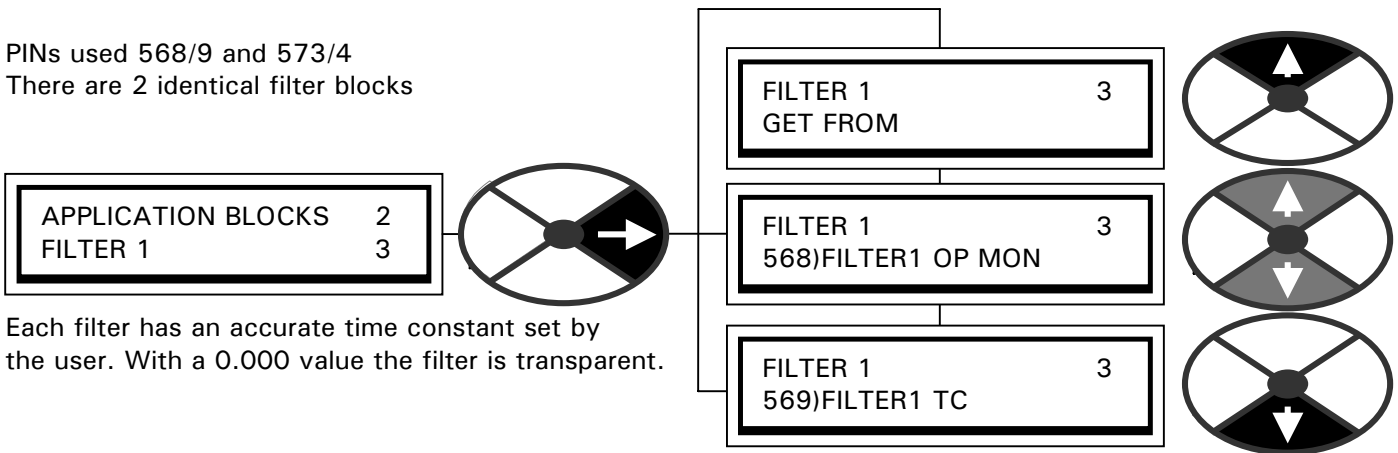 PINs used 568/9 and 573/4
There are 2 identical filter blocks
APPLICATION BLOCKS 2
FILTER 1 3
Each filter has an accurate time constant set by
the user. With a 0.000 value the filter is transparent.
FILTER 1 3
GET FROM
FILTER 1 3
568)FILTER1 OP MON
FILTER 1 3
569)FILTER1 TC